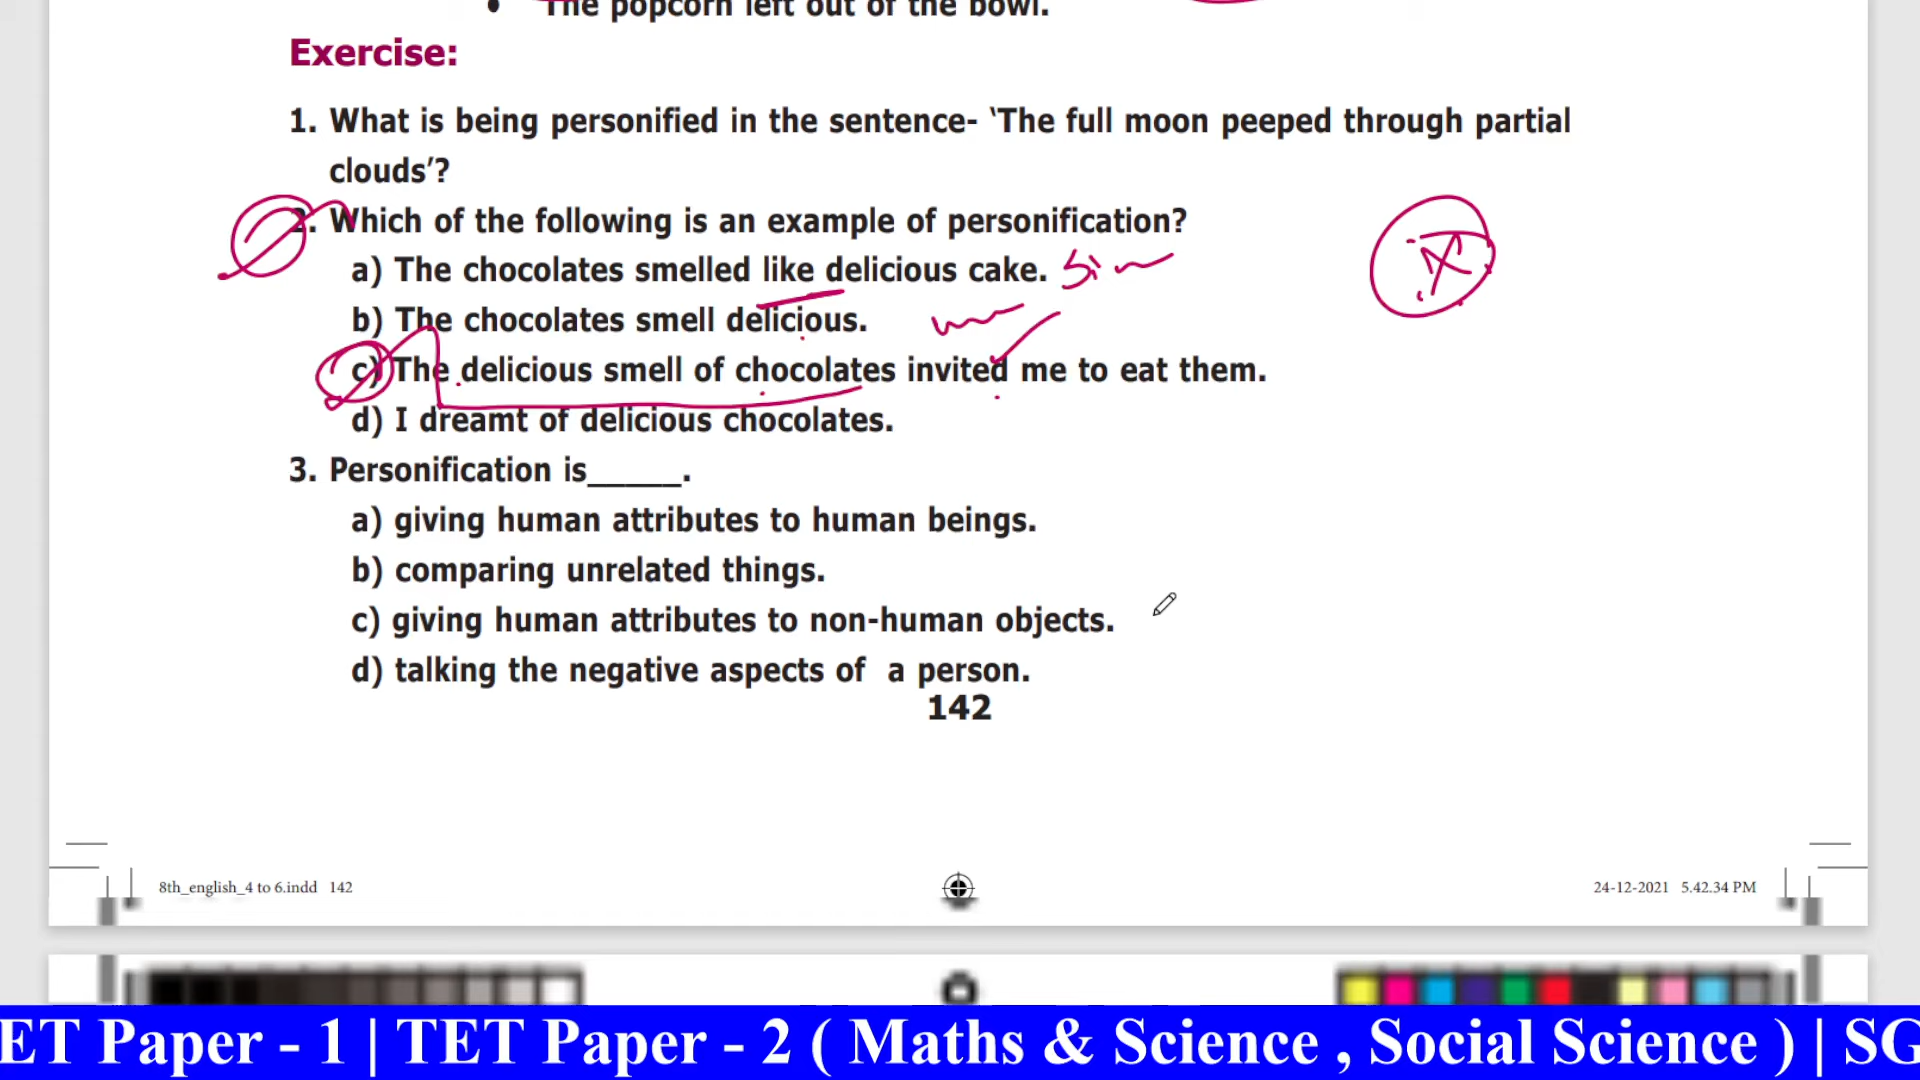 • The popcorn left out of the bowl.
Exercise:
1. What is being personified in the sentence- ‘The full moon peeped through partial
clouds’?
2. Which of the following is an example of personification?
a) The chocolates smelled like delicious cake. Sim
b) The chocolates smell delicious.
c) The delicious smell of chocolates invited me to eat them.
d) I dreamt of delicious chocolates.
3. Personification is_____.
a) giving human attributes to human beings.
b) comparing unrelated things.
c) giving human attributes to non-human objects.
d) talking the negative aspects of a person.
142
8th_english_4 to 6.indd 142
24-12-2021 5.42.34 PM
ET Paper - 1 | TET Paper - 2 ( Maths & Science , Social Science ) | SG